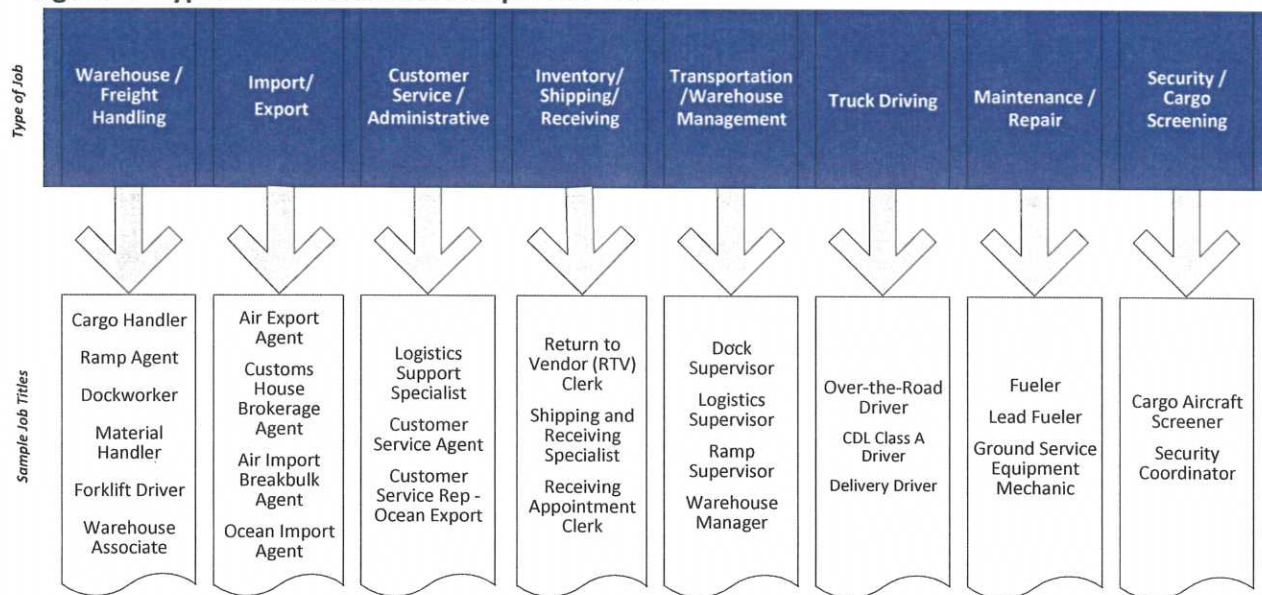 Type of Job
Warehouse /
Freight
Handling
Import/
Export
Customer
Service /
Administrative
Inventory/
Shipping/
Receiving
Transportation
/Warehouse
Management
Truck Driving
Maintenance /
Repair
Security /
Cargo
Screening
Sample Job Titles
Cargo Handler
Ramp Agent
Dockworker
Material
Handler
Forklift Driver
Warehouse
Associate
Air Export
Agent
Customs
House
Brokerage
Agent
Air Import
Breakbulk
Agent
Ocean Import
Agent
Logistics
Support
Specialist
Customer
Service Agent
Customer
Service Rep -
Ocean Export
Return to
Vendor (RTV)
Clerk
Shipping and
Receiving
Specialist
Receiving
Appointment
Clerk
Dock
Supervisor
Logistics
Supervisor
Ramp
Supervisor
Warehouse
Manager
Over-the-Road
Driver
CDL Class A
Driver
Delivery Driver
Fueler
Lead Fueler
Ground Service
Equipment
Mechanic
Cargo Aircraft
Screener
Security
Coordinator